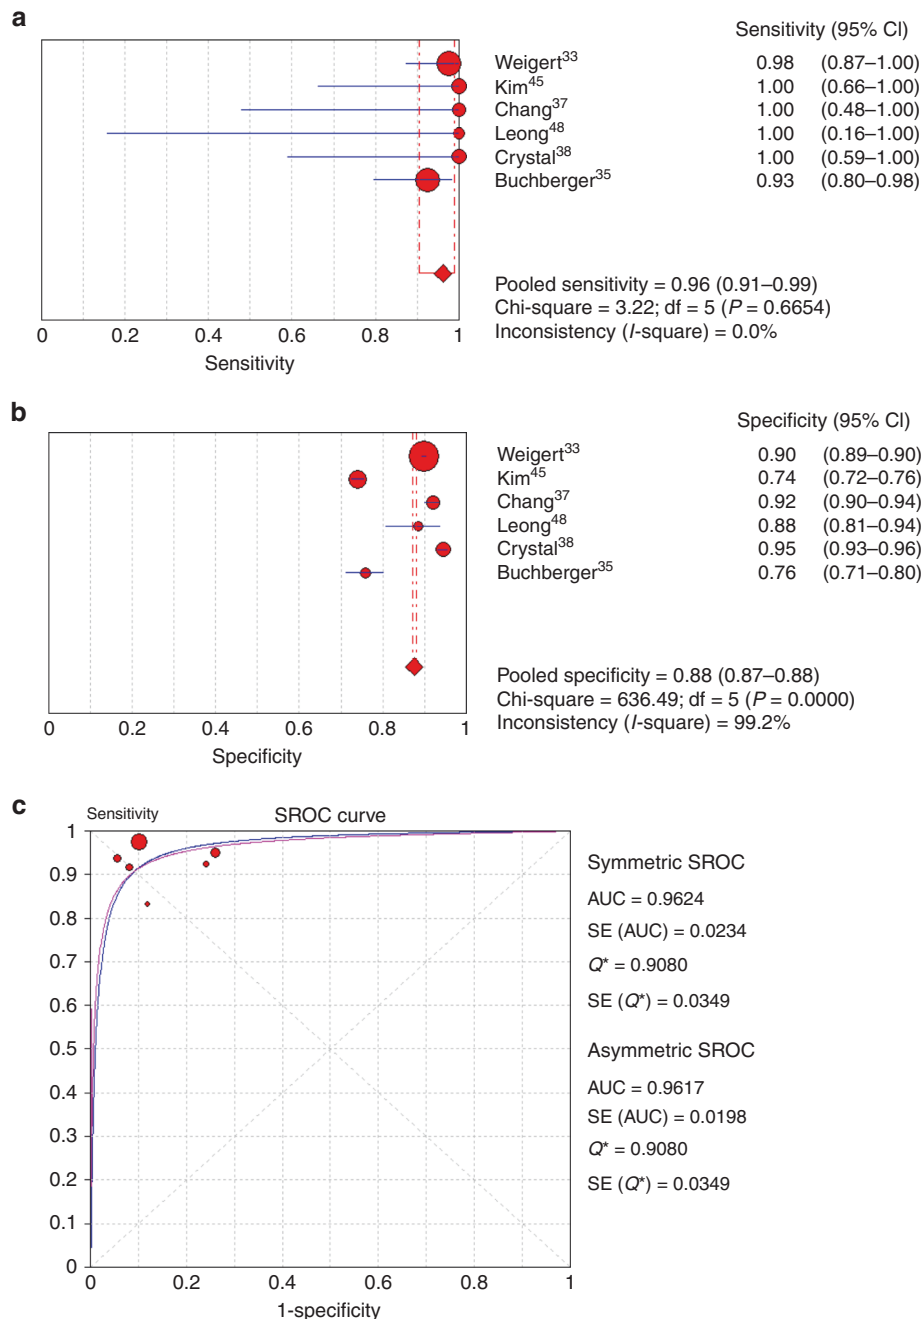 a
Sensitivity (95% CI)
Weigert33 0.98 (0.87–1.00)
Kim45 1.00 (0.66–1.00)
Chang37 1.00 (0.48–1.00)
Leong48 1.00 (0.16–1.00)
Crystal38 1.00 (0.59–1.00)
Buchberger35 0.93 (0.80–0.98)
Pooled sensitivity = 0.96 (0.91–0.99)
Chi-square = 3.22; df = 5 (P = 0.6654)
Inconsistency (I-square) = 0.0%
0 0.2 0.4 0.6 0.8 1
Sensitivity
b
Specificity (95% CI)
Weigert33 0.90 (0.89–0.90)
Kim45 0.74 (0.72–0.76)
Chang37 0.92 (0.90–0.94)
Leong48 0.88 (0.81–0.94)
Crystal38 0.95 (0.93–0.96)
Buchberger35 0.76 (0.71–0.80)
Pooled specificity = 0.88 (0.87–0.88)
Chi-square = 636.49; df = 5 (P = 0.0000)
Inconsistency (I-square) = 99.2%
0 0.2 0.4 0.6 0.8 1
Specificity
c
Sensitivity SROC curve
1
0.9
0.8
0.7
0.6
0.5
0.4
0.3
0.2
0.1
0
0 0.2 0.4 0.6 0.8 1
1-specificity
Symmetric SROC
AUC = 0.9624
SE (AUC) = 0.0234
Q* = 0.9080
SE (Q*) = 0.0349
Asymmetric SROC
AUC = 0.9617
SE (AUC) = 0.0198
Q* = 0.9080
SE (Q*) = 0.0349